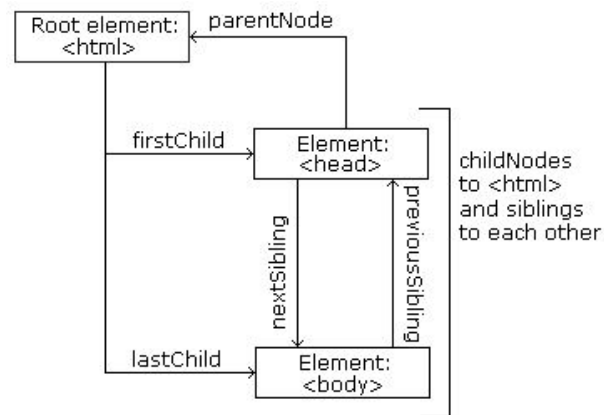 Root element:
<html>
parentNode
firstChild
Element:
<head>
childNodes
to <html>
and siblings
to each other
nextSibling
previousSibling
lastChild
Element:
<body>